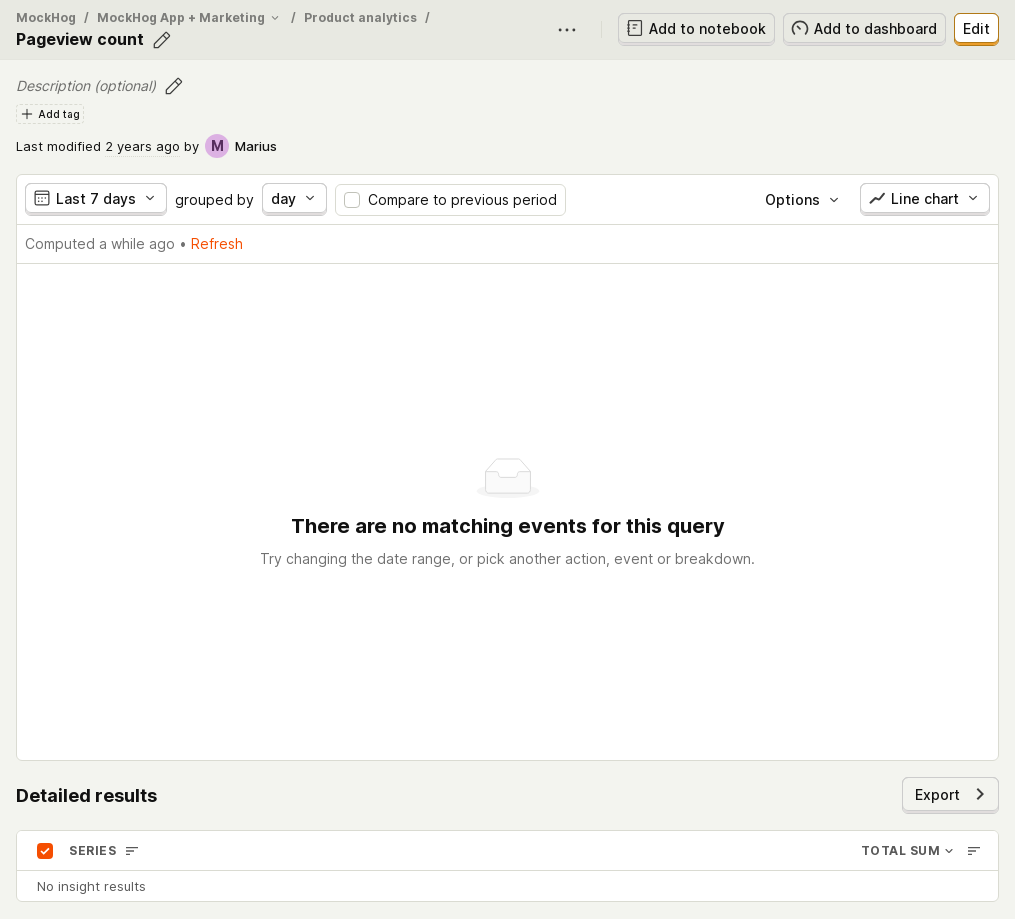 MockHog / MockHog App + Marketing / Product analytics /
Pageview count
Add to notebook
Add to dashboard
Edit
Description (optional)
Add tag
Last modified 2 years ago by M Marius
Last 7 days grouped by day Compare to previous period Options Line chart
Computed a while ago • Refresh
There are no matching events for this query
Try changing the date range, or pick another action, event or breakdown.
Detailed results
Export
SERIES TOTAL SUM
No insight results